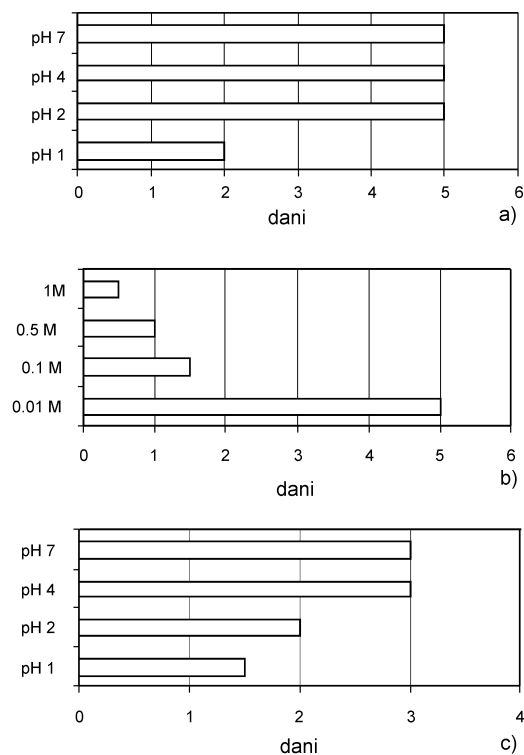 pH 7
pH 4
pH 2
pH 1
0 1 2 3 4 5 6
dani
a)
1M
0.5 M
0.1 M
0.01 M
0 1 2 3 4 5 6
dani
b)
pH 7
pH 4
pH 2
pH 1
0 1 2 3 4
dani
c)